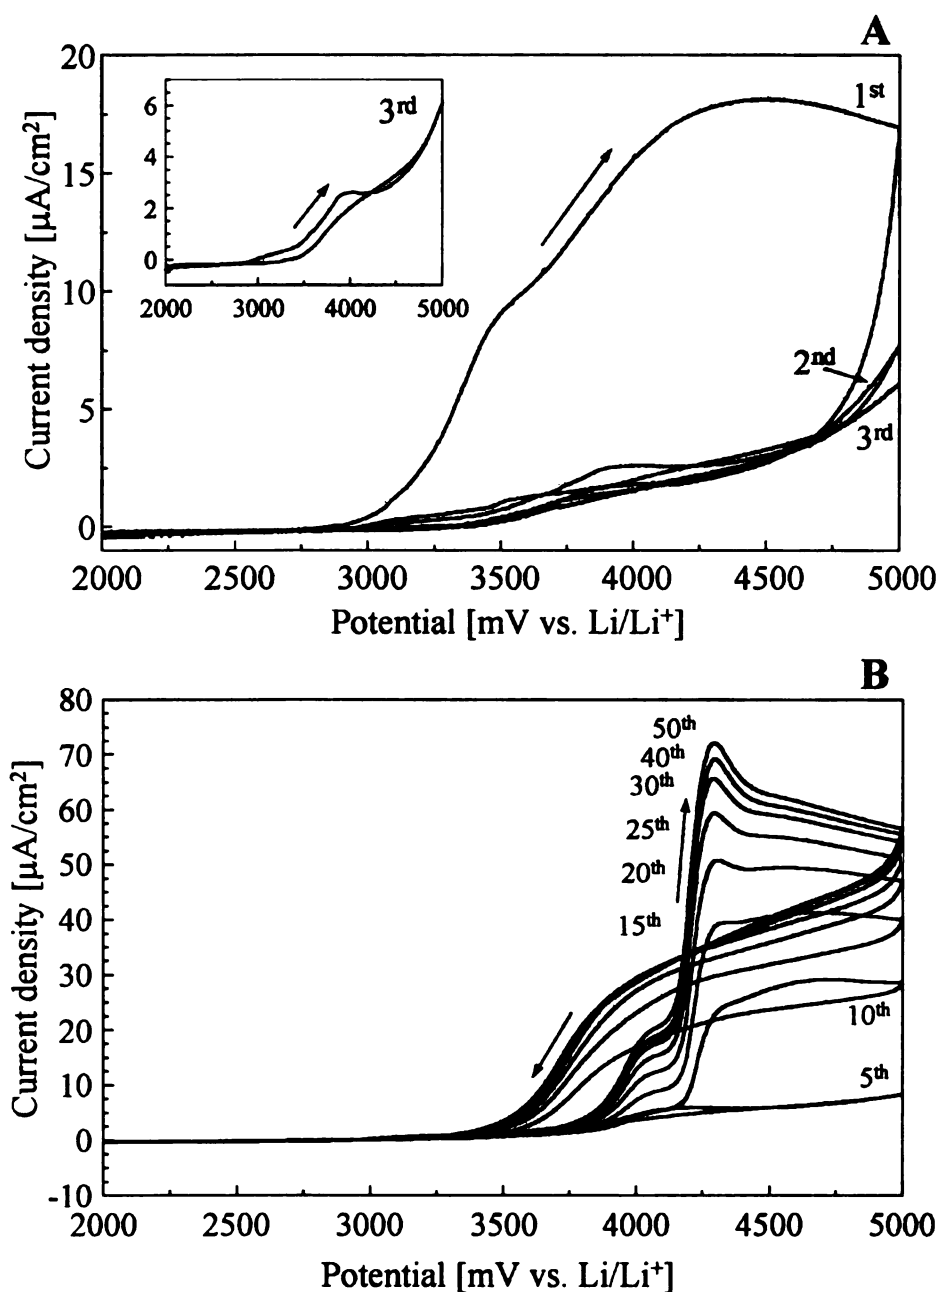 A
20
15
10
5
0
Current density [µA/cm²]
6
4
2
0
3rd
2000 3000 4000 5000
1st
2nd
3rd
2000 2500 3000 3500 4000 4500 5000
Potential [mV vs. Li/Li⁺]
B
80
70
60
50
40
30
20
10
0
-10
Current density [µA/cm²]
50th
40th
30th
25th
20th
15th
10th
5th
2000 2500 3000 3500 4000 4500 5000
Potential [mV vs. Li/Li⁺]